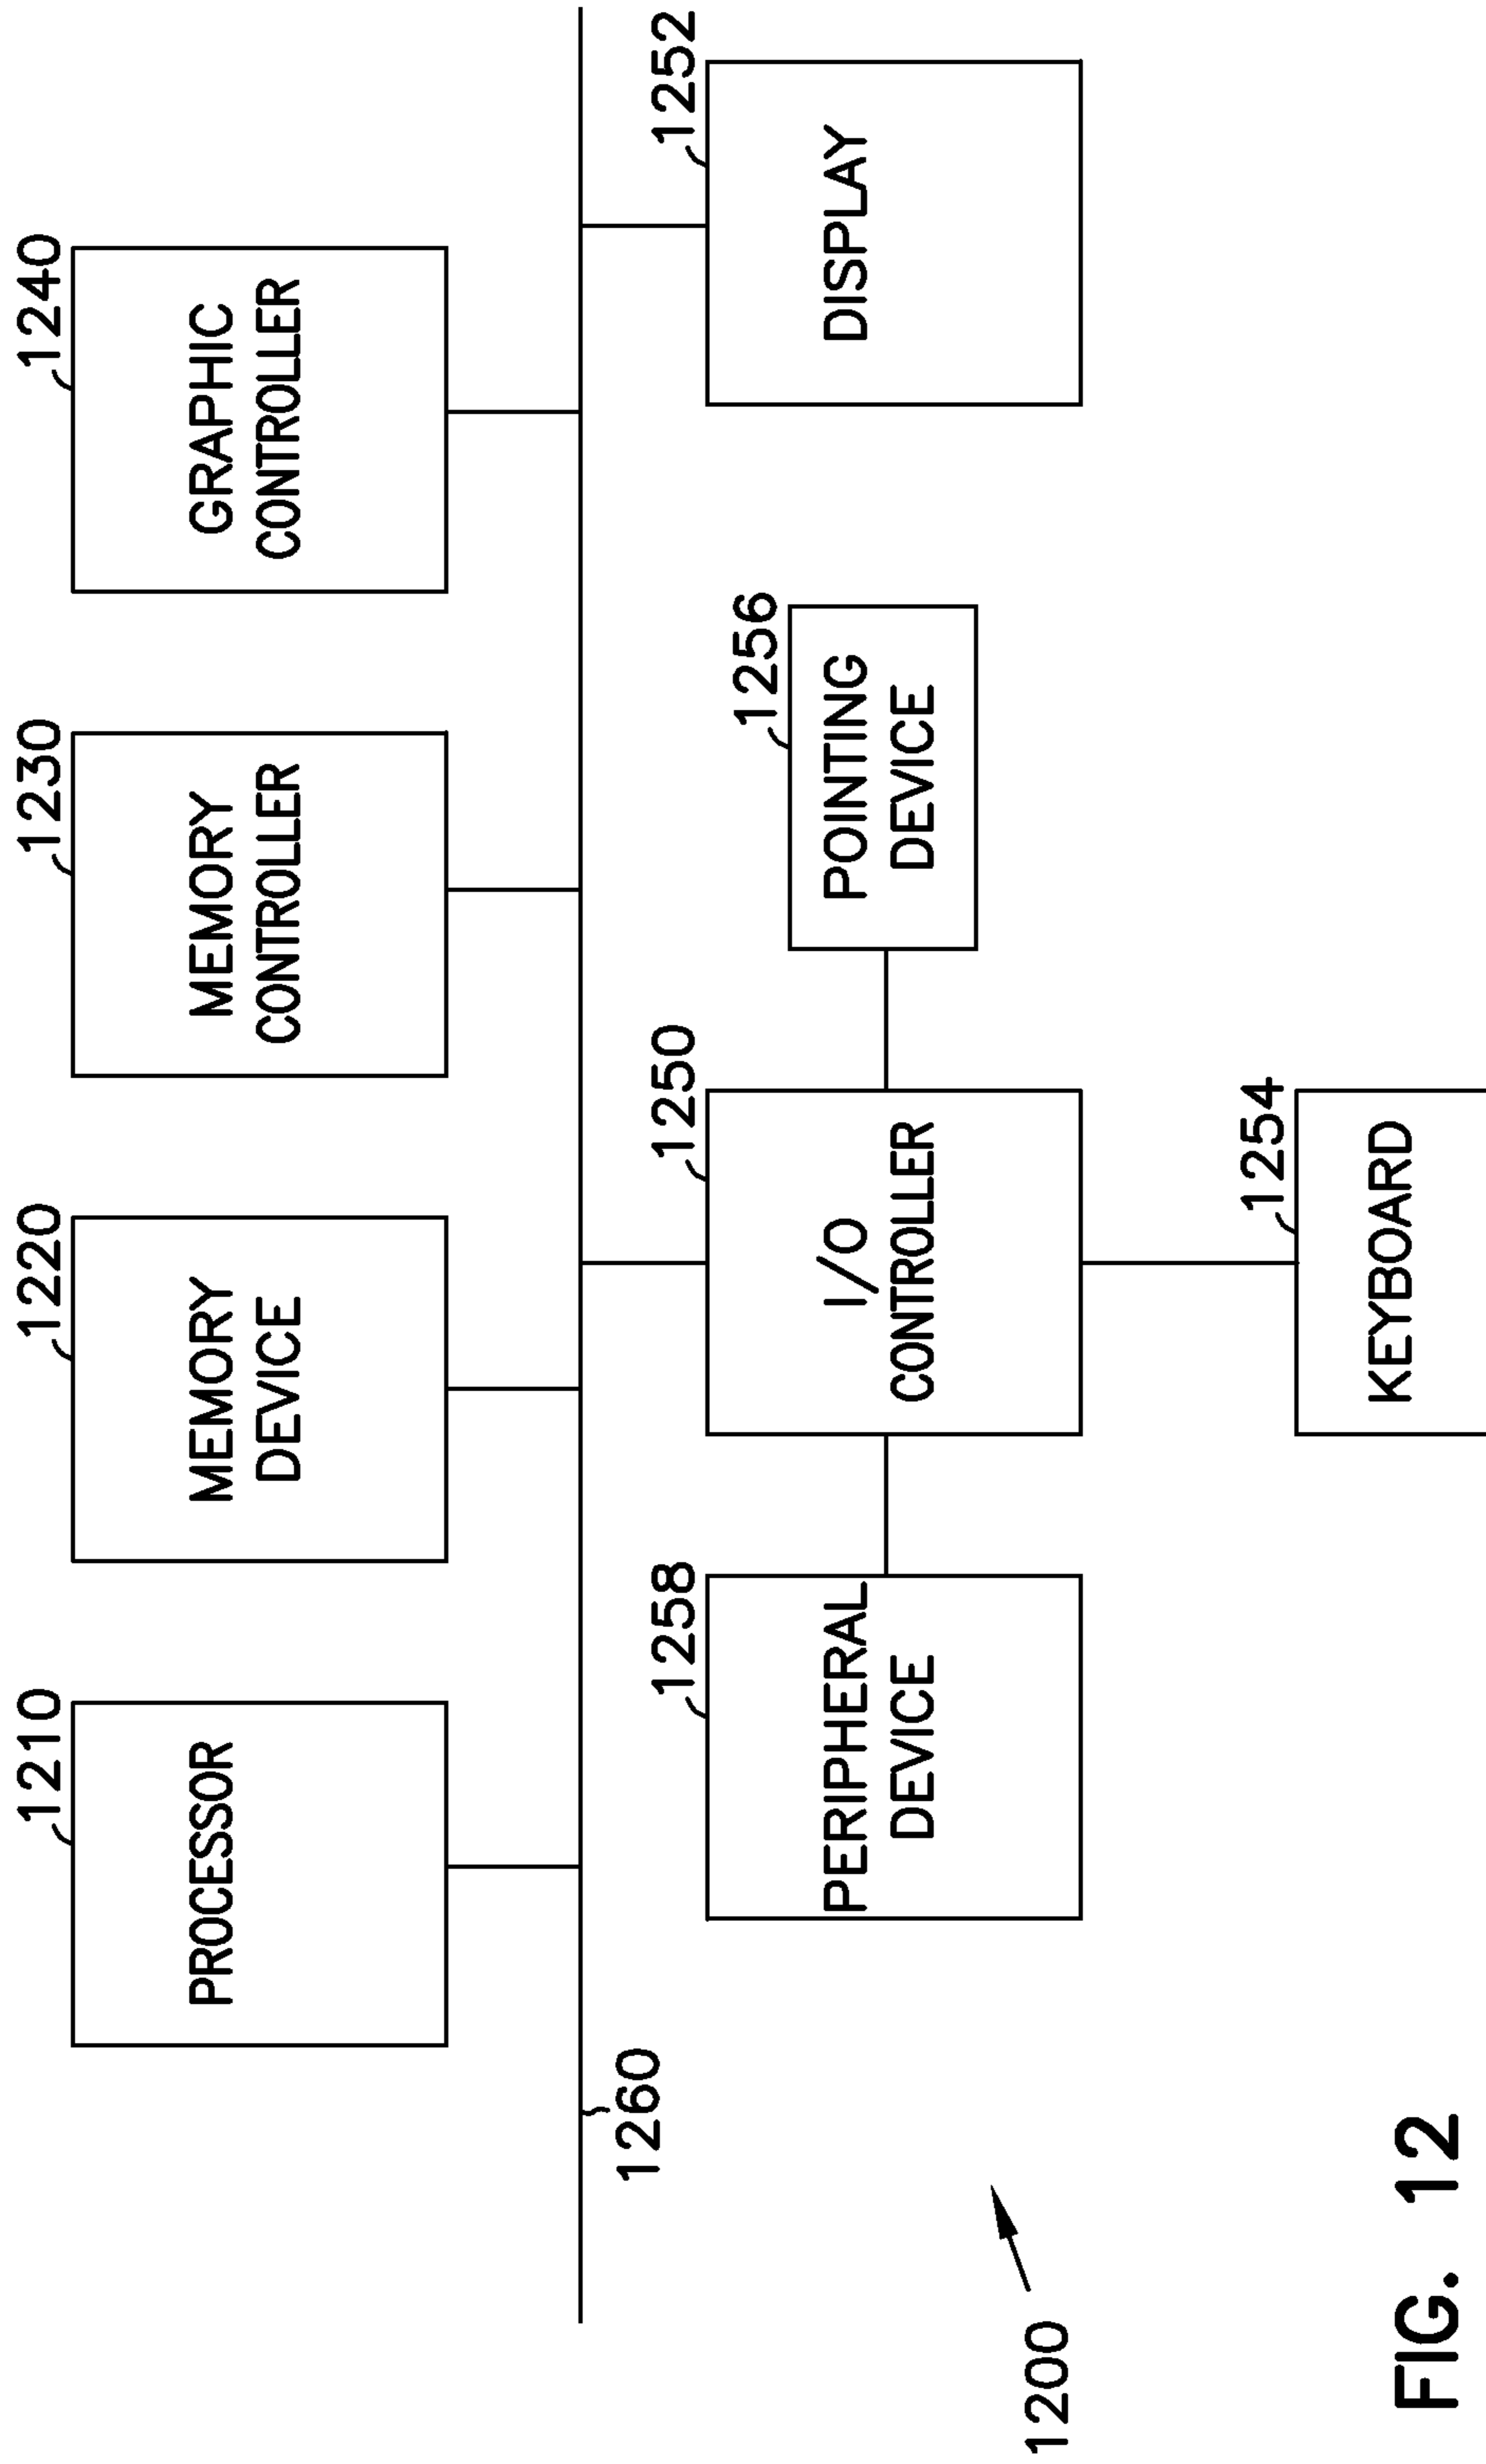 1210
PROCESSOR
1220
MEMORY
DEVICE
1230
MEMORY
CONTROLLER
1240
GRAPHIC
CONTROLLER
1260
1258
PERIPHERAL
DEVICE
1250
I/O
CONTROLLER
1256
POINTING
DEVICE
1252
DISPLAY
1200
1254
KEYBOARD
FIG. 12